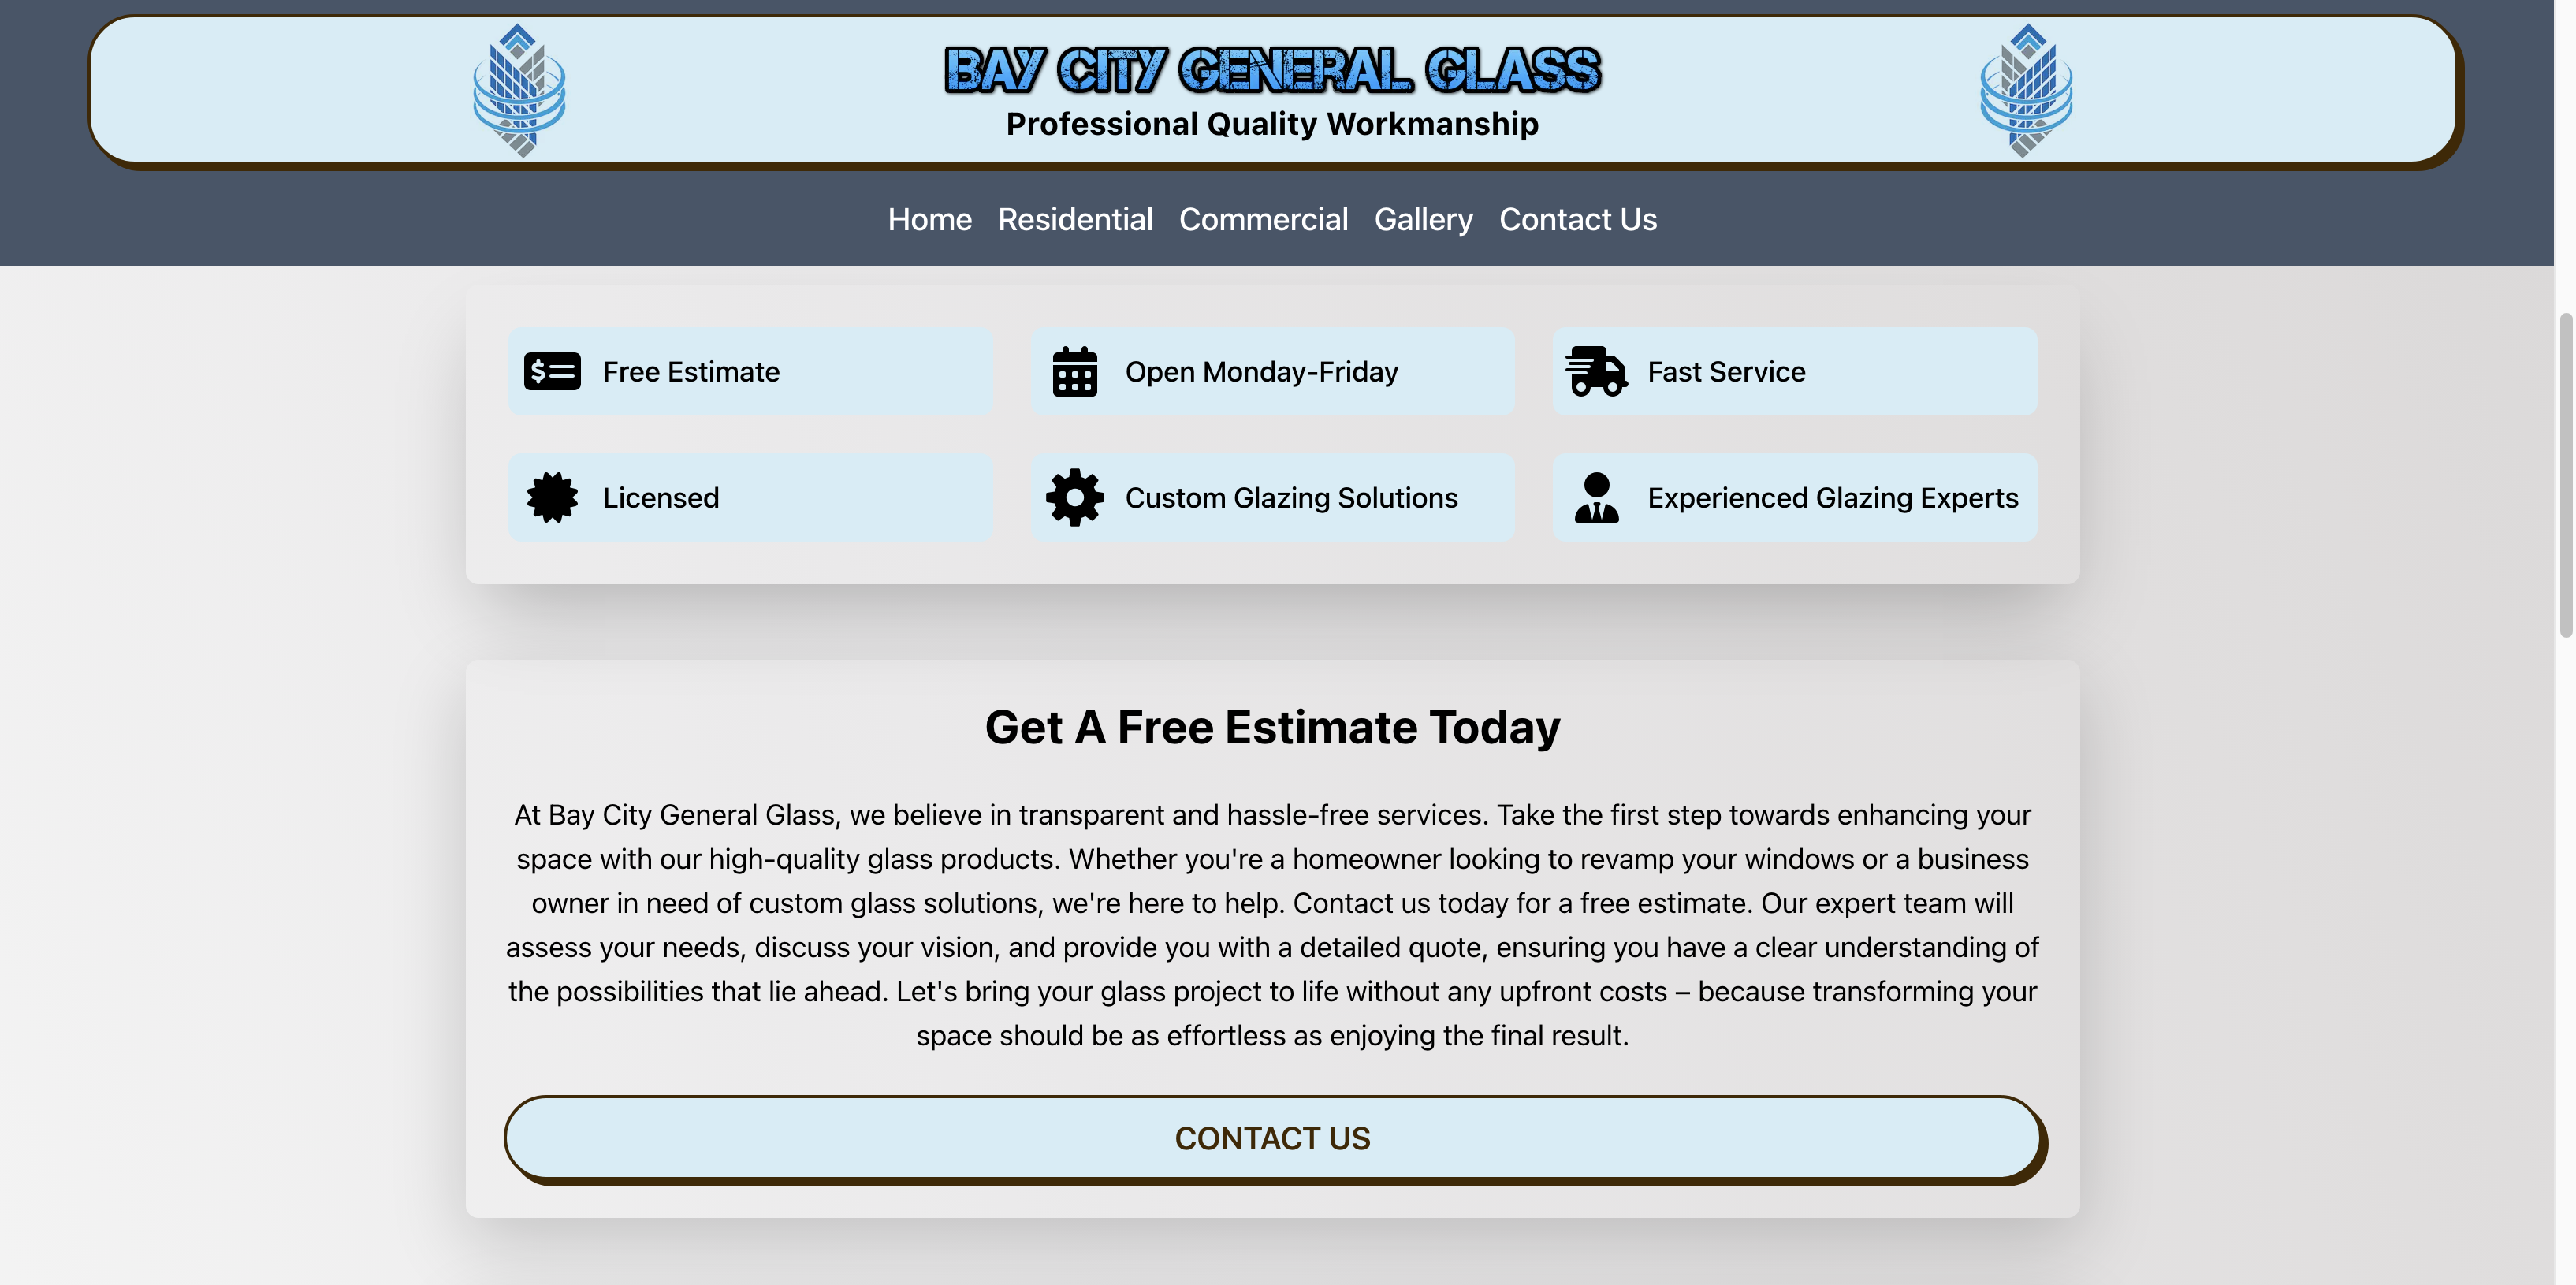 BAY CITY GENERAL GLASS
Professional Quality Workmanship
Home Residential Commercial Gallery Contact Us
Free Estimate
Open Monday-Friday
Fast Service
Licensed
Custom Glazing Solutions
Experienced Glazing Experts
Get A Free Estimate Today
At Bay City General Glass, we believe in transparent and hassle-free services. Take the first step towards enhancing your
space with our high-quality glass products. Whether you're a homeowner looking to revamp your windows or a business
owner in need of custom glass solutions, we're here to help. Contact us today for a free estimate. Our expert team will
assess your needs, discuss your vision, and provide you with a detailed quote, ensuring you have a clear understanding of
the possibilities that lie ahead. Let's bring your glass project to life without any upfront costs – because transforming your
space should be as effortless as enjoying the final result.
CONTACT US